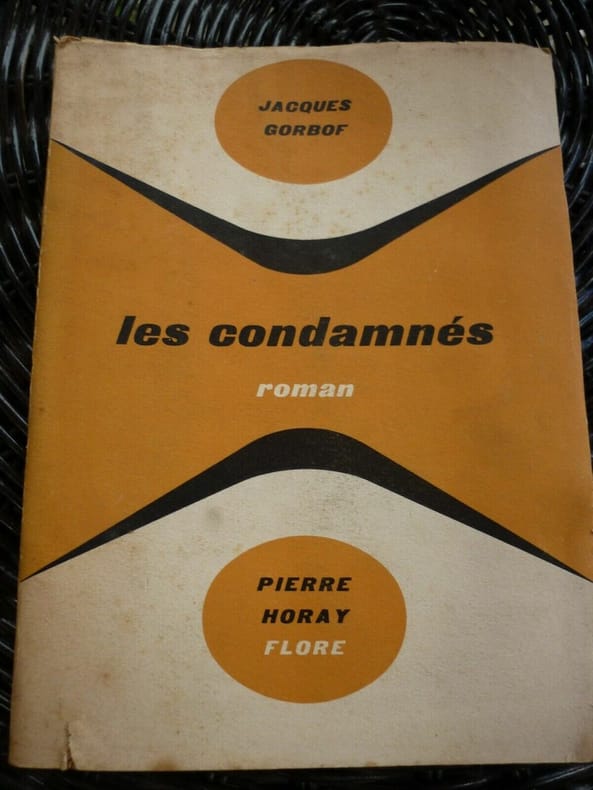 JACQUES
GORBOF
les condamnés
roman
PIERRE
HORAY
FLORE